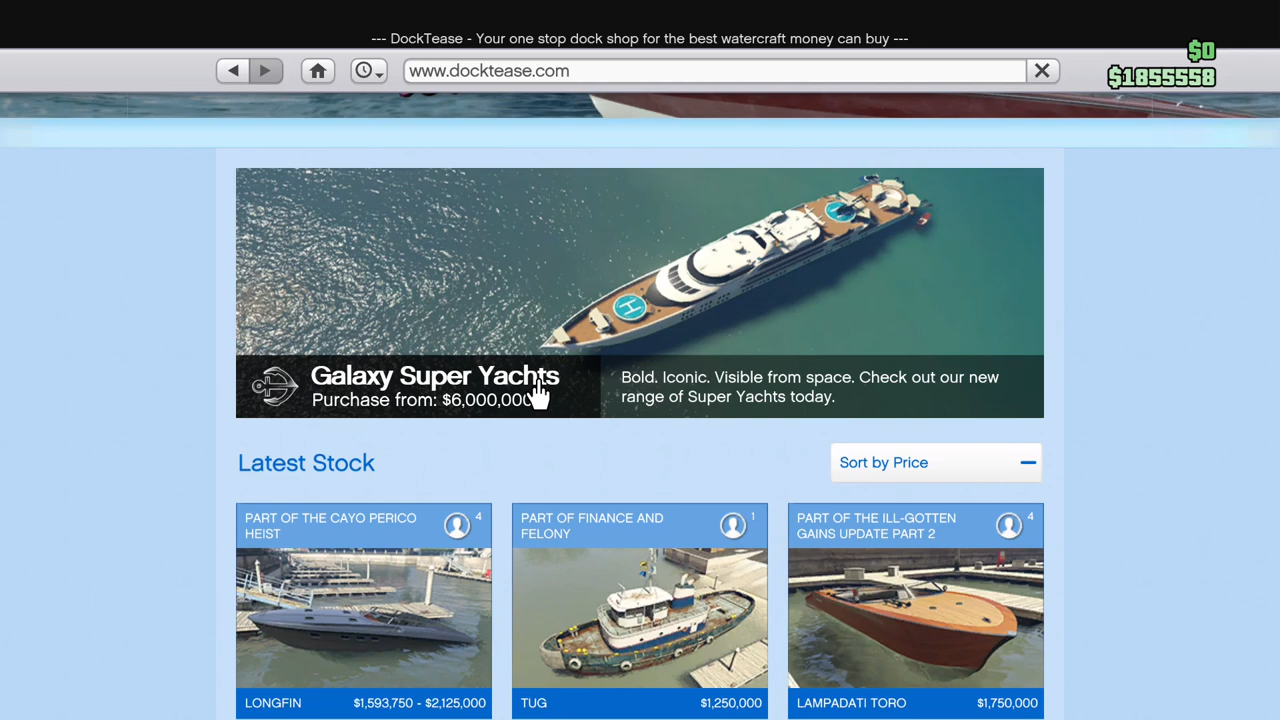 --- DockTease - Your one stop dock shop for the best watercraft money can buy ---
$0
www.docktease.com
$1855558
H
Galaxy Super Yachts
Purchase from: $6,000,000
Bold. Iconic. Visible from space. Check out our new
range of Super Yachts today.
Latest Stock
Sort by Price
PART OF THE CAYO PERICO
HEIST
4
PART OF FINANCE AND
FELONY
1
PART OF THE ILL-GOTTEN
GAINS UPDATE PART 2
4
LONGFIN
$1,593,750 - $2,125,000
TUG
$1,250,000
LAMPADATI TORO
$1,750,000